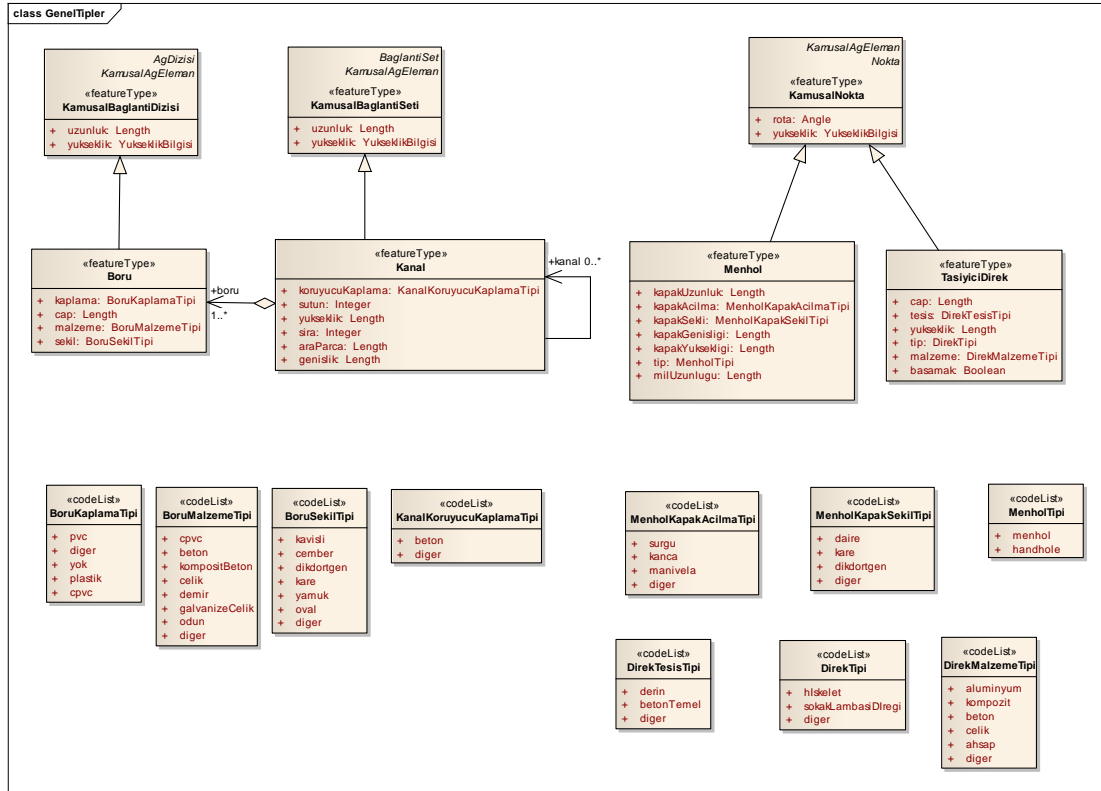 class GenelTipler
AgDizisi
KamusalAgEleman
«featureType»
KamusalBaglantiDizisi
+ uzunluk: Length
+ yukseklik: YukseklikBilgisi
BaglantiSet
KamusalAgEleman
«featureType»
KamusalBaglantiSeti
+ uzunluk: Length
+ yukseklik: YukseklikBilgisi
KamusalAgEleman
Nokta
«featureType»
KamusalNokta
+ rota: Angle
+ yukseklik: YukseklikBilgisi
«featureType»
Boru
+ kaplama: BoruKaplamaTipi
+ cap: Length
+ malzeme: BoruMalzemeTipi
+ sekil: BoruSekilTipi
+boru
1..*
«featureType»
Kanal
+ koruyucuKaplama: KanalKoruyucuKaplamaTipi
+ sutun: Integer
+ yukseklik: Length
+ sira: Integer
+ araParca: Length
+ genislik: Length
+kanal 0..*
«featureType»
Menhol
+ kapakUzunluk: Length
+ kapakAcilma: MenholKapakAcilmaTipi
+ kapakSekli: MenholKapakSekilTipi
+ kapakGenisligi: Length
+ kapakYuksekligi: Length
+ tip: MenholTipi
+ milUzunlugu: Length
«featureType»
TasiyiciDirek
+ cap: Length
+ tesis: DirekTesisTipi
+ yukseklik: Length
+ tip: DirekTipi
+ malzeme: DirekMalzemeTipi
+ basamak: Boolean
«codeList»
BoruKaplamaTipi
+ pvc
+ diger
+ yok
+ plastik
+ cpvc
«codeList»
BoruMalzemeTipi
+ cpvc
+ beton
+ kompositBeton
+ celik
+ demir
+ galvanizeCelik
+ odun
+ diger
«codeList»
BoruSekilTipi
+ kavisli
+ cember
+ dikdortgen
+ kare
+ yamuk
+ oval
+ diger
«codeList»
KanalKoruyucuKaplamaTipi
+ beton
+ diger
«codeList»
MenholKapakAcilmaTipi
+ surgu
+ kanca
+ manivela
+ diger
«codeList»
MenholKapakSekilTipi
+ daire
+ kare
+ dikdortgen
+ diger
«codeList»
MenholTipi
+ menhol
+ handhole
«codeList»
DirekTesisTipi
+ derin
+ betonTemel
+ diger
«codeList»
DirekTipi
+ hIskelet
+ sokakLambasiDIregi
+ diger
«codeList»
DirekMalzemeTipi
+ aluminyum
+ kompozit
+ beton
+ celik
+ ahsap
+ diger